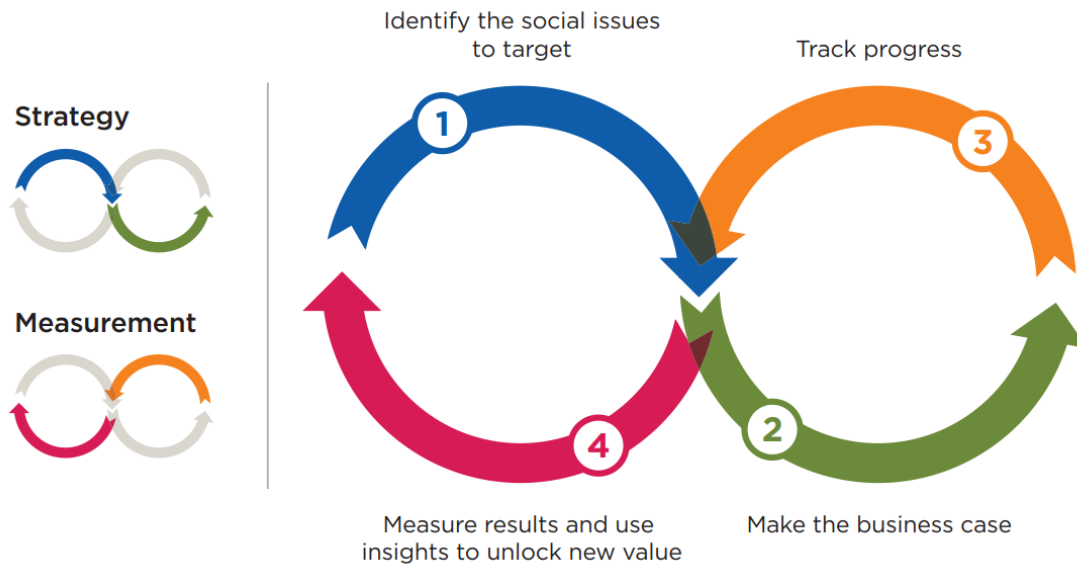 Identify the social issues
to target
Track progress
Strategy
1
3
Measurement
2
4
Measure results and use
insights to unlock new value
Make the business case